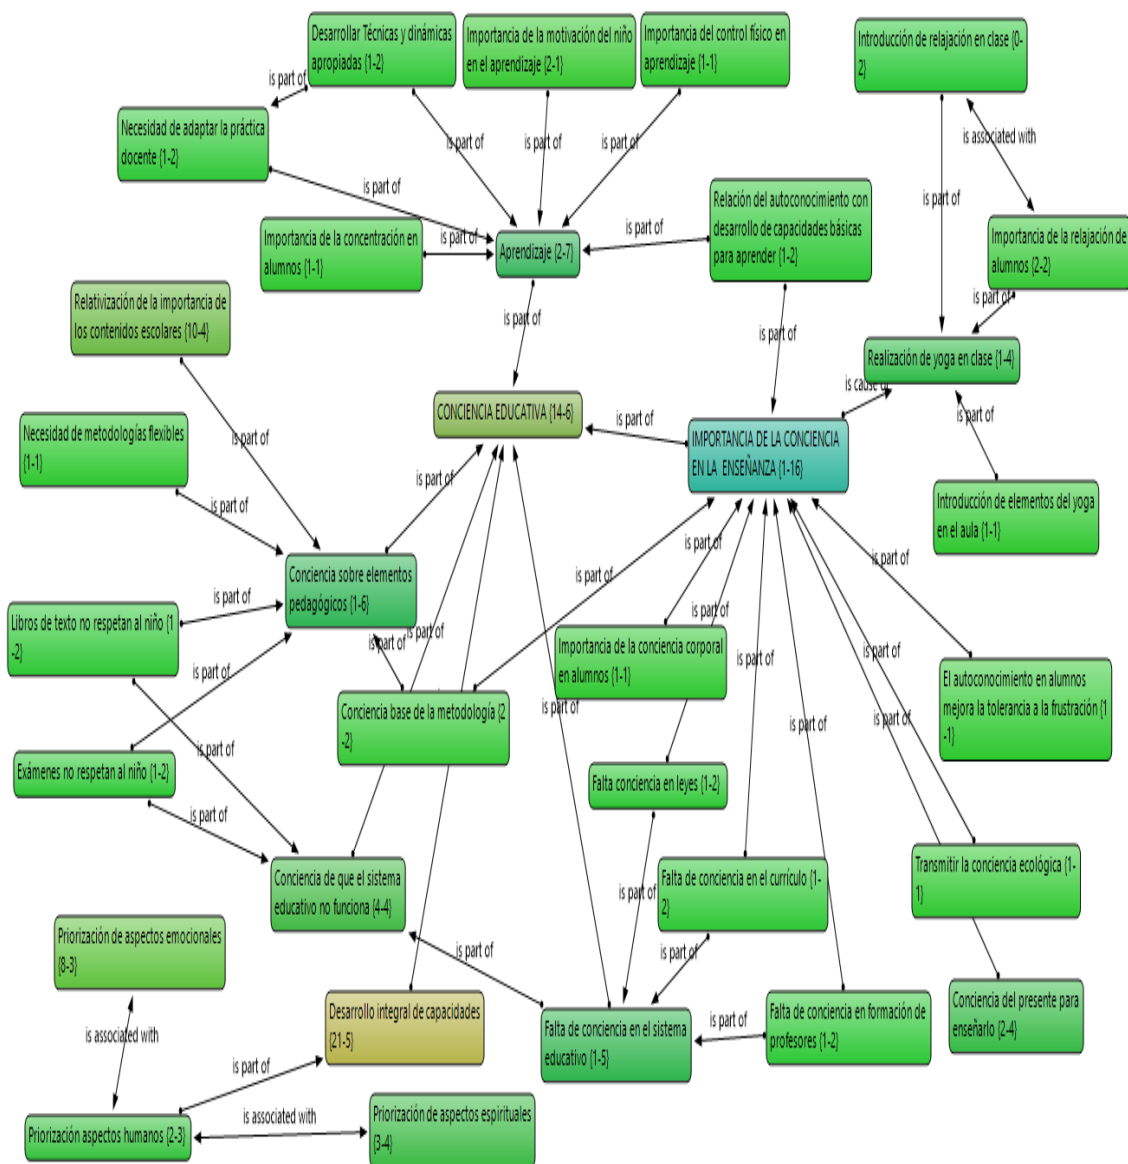 Desarrollar Técnicas y dinámicas
apropiadas {1-2}
Importancia de la motivación del niño
en el aprendizaje {2-1}
Importancia del control físico en
aprendizaje {1-1}
Introducción de relajación en clase {0-
2}
is part of
Necesidad de adaptar la práctica
docente {1-2}
is part of
is part of
is part of
is associated with
is part of
is part of
Relación del autoconocimiento con
desarrollo de capacidades básicas
para aprender {1-2}
Importancia de la concentración en
alumnos {1-1}
is part of
Aprendizaje {2-7}
is part of
Importancia de la relajación de
alumnos {2-2}
Relativización de la importancia de
los contenidos escolares {10-4}
is part of
is part of
is part of
Realización de yoga en clase {1-4}
is cause of
CONCIENCIA EDUCATIVA {14-6}
is part of
is part of
IMPORTANCIA DE LA CONCIENCIA
EN LA ENSEÑANZA {1-16}
Necesidad de metodologías flexibles
{1-1}
is part of
is part of
Introducción de elementos del yoga
en el aula {1-1}
is part of
is part of
is part of
is part of
Conciencia sobre elementos
pedagógicos {1-6}
is part of
Libros de texto no respetan al niño {1
-2}
is part of
is part of
is part of
is part of
Importancia de la conciencia corporal
en alumnos {1-1}
is part of
is part of
El autoconocimiento en alumnos
mejora la tolerancia a la frustración {1
-1}
is part of
Conciencia base de la metodología {2
-2}
is part of
is part of
is part of
Exámenes no respetan al niño {1-2}
Falta conciencia en leyes {1-2}
is part of
is part of
Conciencia de que el sistema
educativo no funciona {4-4}
is part of
Falta de conciencia en el currículo {1-
2}
Transmitir la conciencia ecológica {1-
1}
Priorización de aspectos emocionales
{8-3}
is part of
is part of
Desarrollo integral de capacidades
{21-5}
Falta de conciencia en el sistema
educativo {1-5}
is part of
Falta de conciencia en formación de
profesores {1-2}
Conciencia del presente para
enseñarlo {2-4}
is associated with
is part of
Priorización aspectos humanos {2-3}
is associated with
Priorización de aspectos espirituales
{3-4}